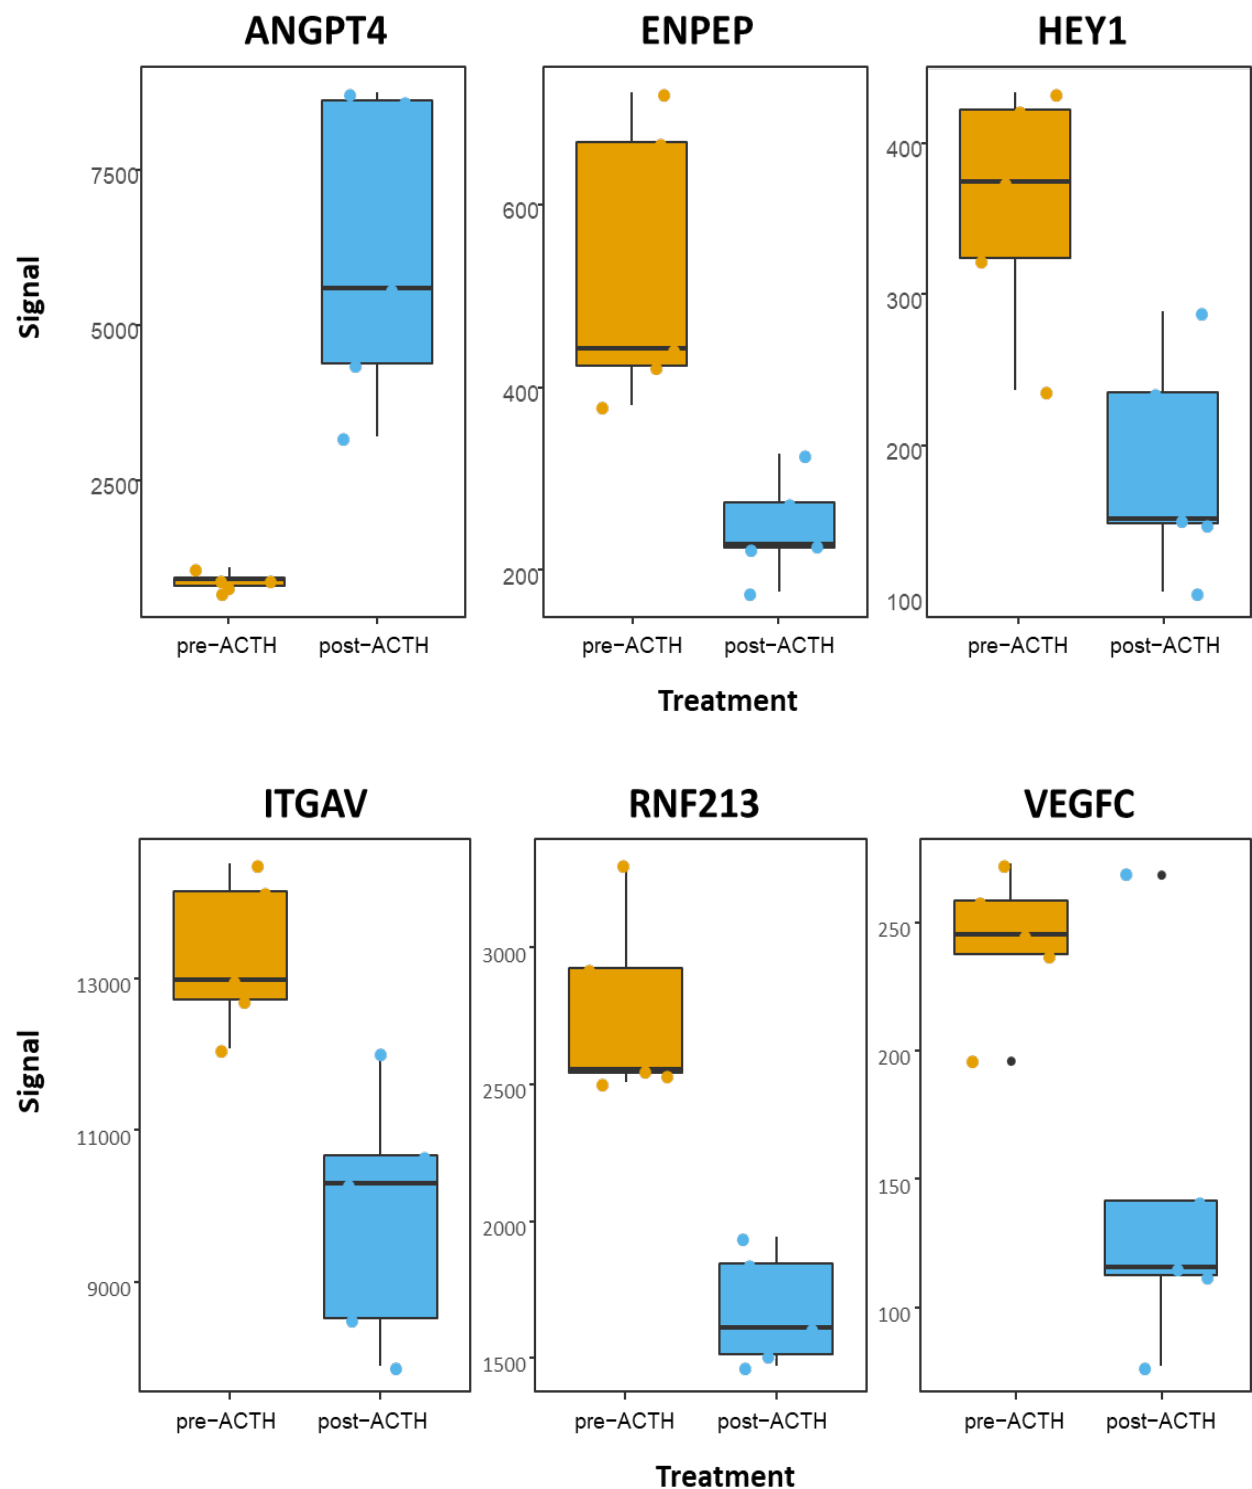 ANGPT4 ENPEP HEY1
Signal
7500
5000
2500
600
400
200
400
300
200
100
pre−ACTH post−ACTH pre−ACTH post−ACTH pre−ACTH post−ACTH
Treatment
ITGAV RNF213 VEGFC
Signal
13000
11000
9000
3000
2500
2000
1500
250
200
150
100
pre−ACTH post−ACTH pre−ACTH post−ACTH pre−ACTH post−ACTH
Treatment